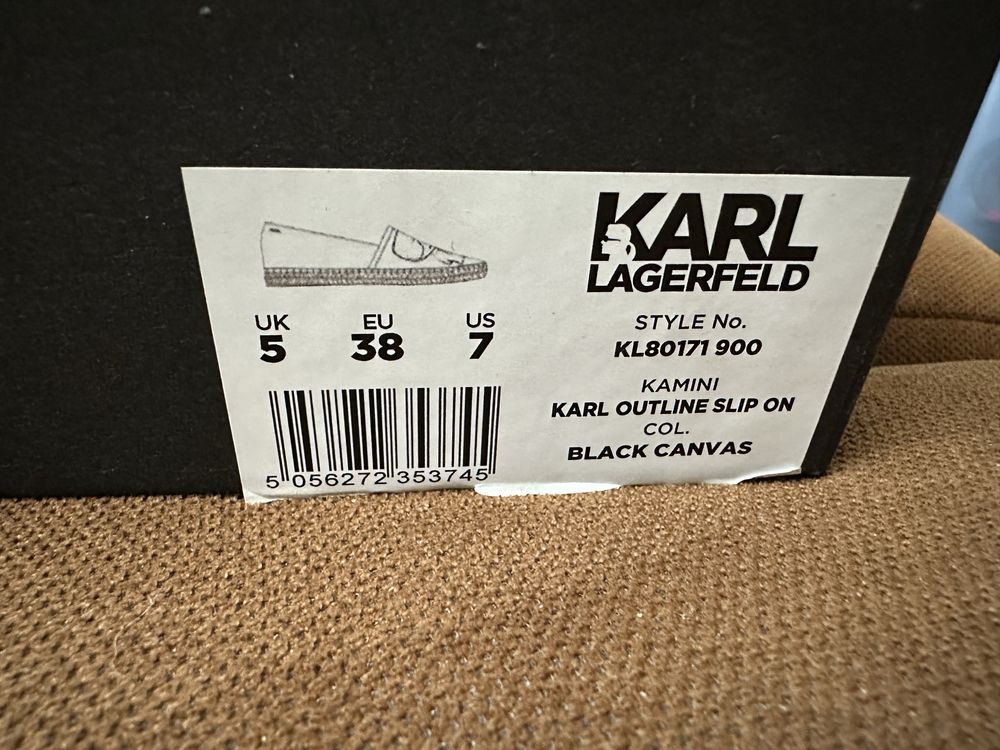 KARL
LAGERFELD
UK EU US
5 38 7
STYLE No.
KL80171 900
KAMINI
KARL OUTLINE SLIP ON
COL.
BLACK CANVAS
5 056272 353745